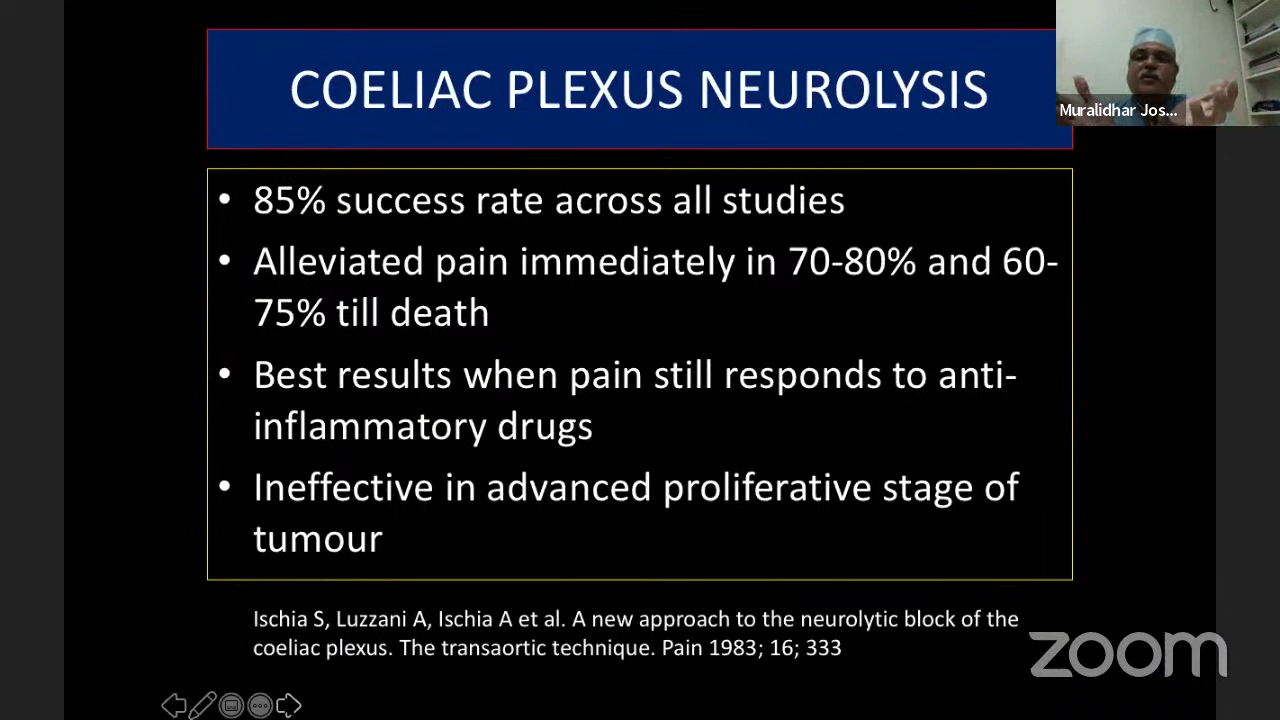 COELIAC PLEXUS NEUROLYSIS
Muralidhar Jos...
• 85% success rate across all studies
• Alleviated pain immediately in 70-80% and 60-
75% till death
• Best results when pain still responds to anti-
inflammatory drugs
• Ineffective in advanced proliferative stage of
tumour
Ischia S, Luzzani A, Ischia A et al. A new approach to the neurolytic block of the
coeliac plexus. The transaortic technique. Pain 1983; 16; 333
zoom